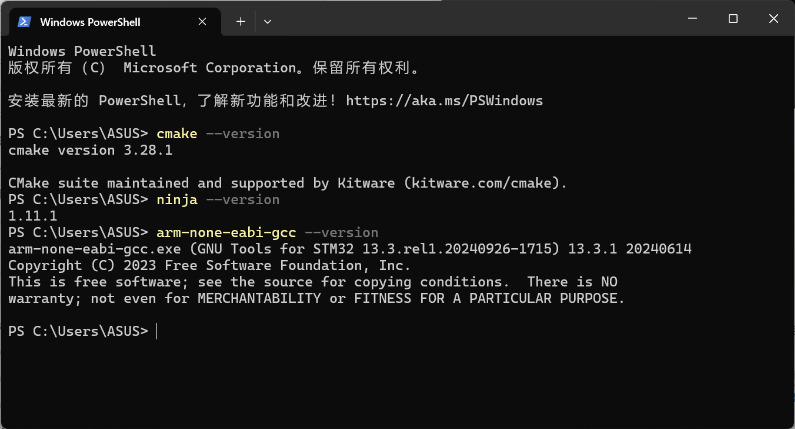 Windows PowerShell
Windows PowerShell
版权所有 (C) Microsoft Corporation。保留所有权利。
安装最新的 PowerShell，了解新功能和改进！https://aka.ms/PSWindows
PS C:\Users\ASUS> cmake --version
cmake version 3.28.1
CMake suite maintained and supported by Kitware (kitware.com/cmake).
PS C:\Users\ASUS> ninja --version
1.11.1
PS C:\Users\ASUS> arm-none-eabi-gcc --version
arm-none-eabi-gcc.exe (GNU Tools for STM32 13.3.rel1.20240926-1715) 13.3.1 20240614
Copyright (C) 2023 Free Software Foundation, Inc.
This is free software; see the source for copying conditions.  There is NO
warranty; not even for MERCHANTABILITY or FITNESS FOR A PARTICULAR PURPOSE.
PS C:\Users\ASUS>